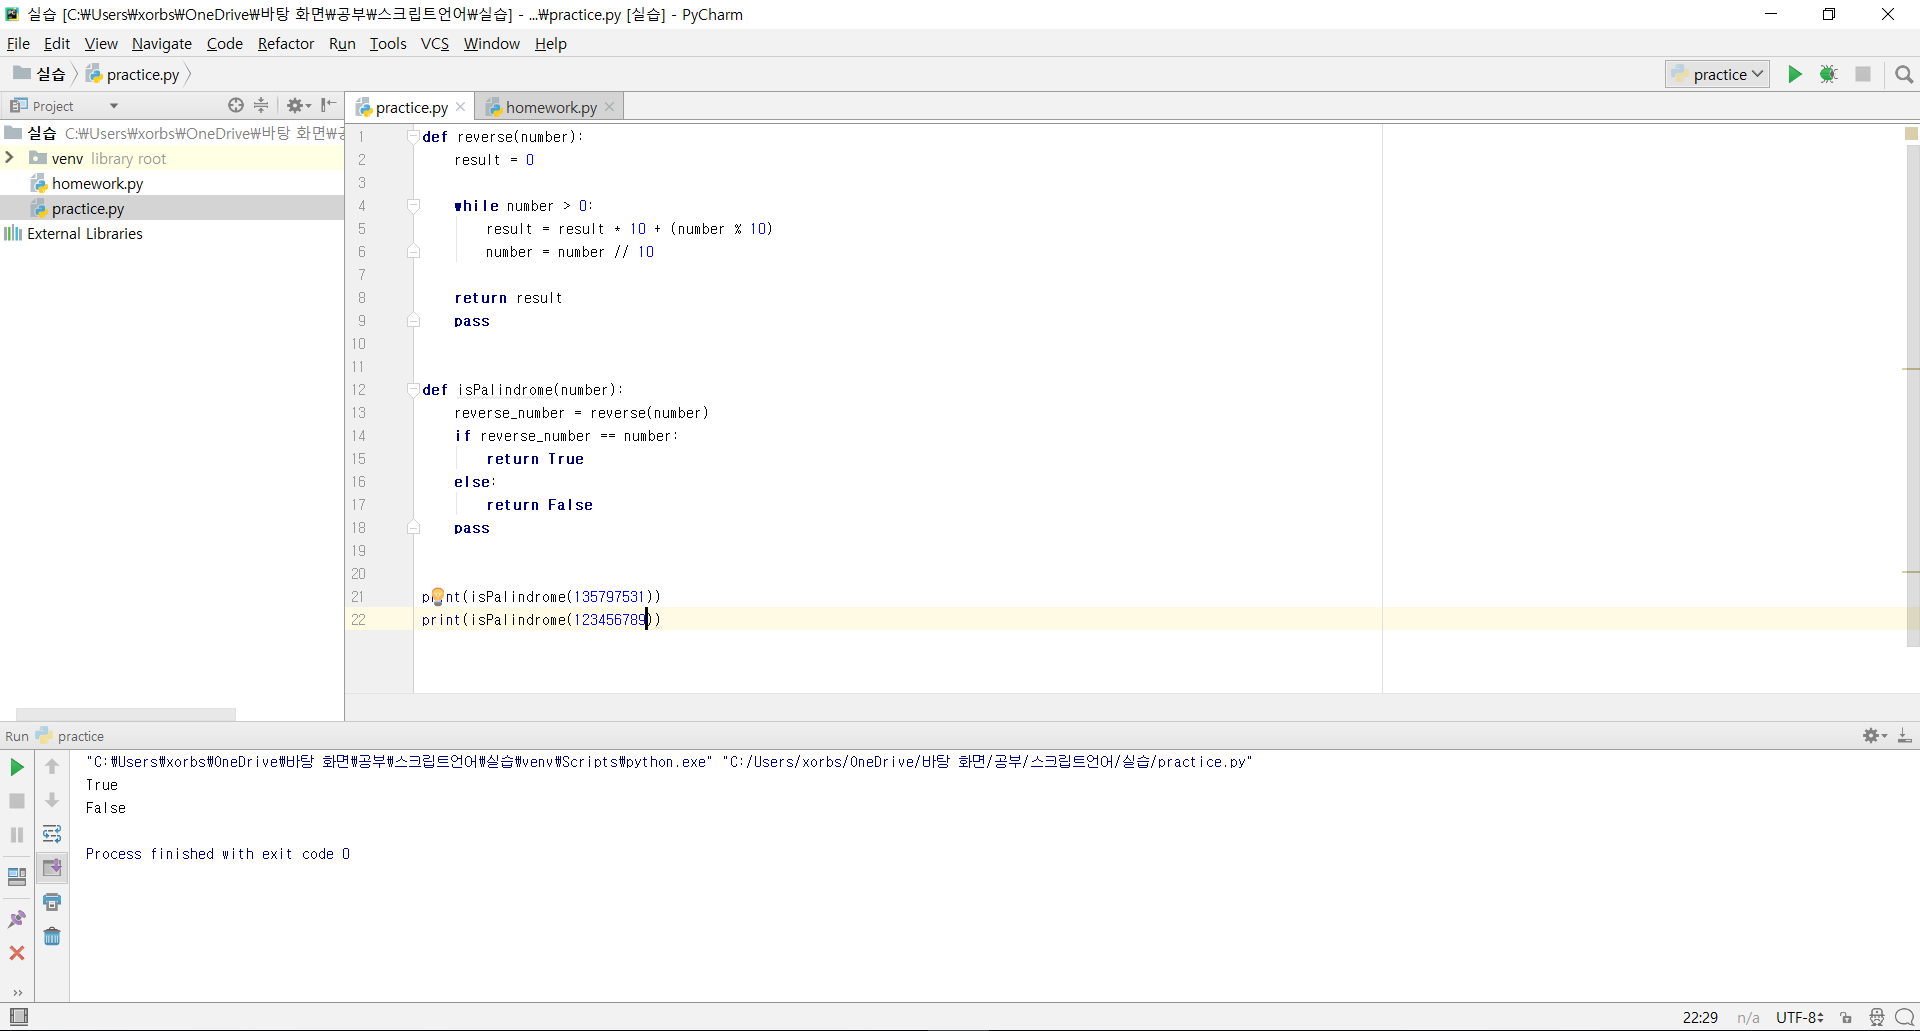 실습 [C:₩Users₩xorbs₩OneDrive₩바탕 화면₩공부₩스크립트언어₩실습] - ...₩practice.py [실습] - PyCharm
File Edit View Navigate Code Refactor Run Tools VCS Window Help
실습 practice.py practice
Project practice.py homework.py
실습 C:₩Users₩xorbs₩OneDrive₩바탕 화면₩공
venv library root
homework.py
practice.py
External Libraries
1 def reverse(number):
2 result = 0
3
4 while number > 0:
5 result = result * 10 + (number % 10)
6 number = number // 10
7
8 return result
9 pass
10
11
12 def isPalindrome(number):
13 reverse_number = reverse(number)
14 if reverse_number == number:
15 return True
16 else:
17 return False
18 pass
19
20
21 print(isPalindrome(135797531))
22 print(isPalindrome(123456789))
Run practice
"C:₩Users₩xorbs₩OneDrive₩바탕 화면₩공부₩스크립트언어₩실습₩venv₩Scripts₩python.exe" "C:/Users/xorbs/OneDrive/바탕 화면/공부/스크립트언어/실습/practice.py"
True
False
Process finished with exit code 0
22:29 n/a UTF-8